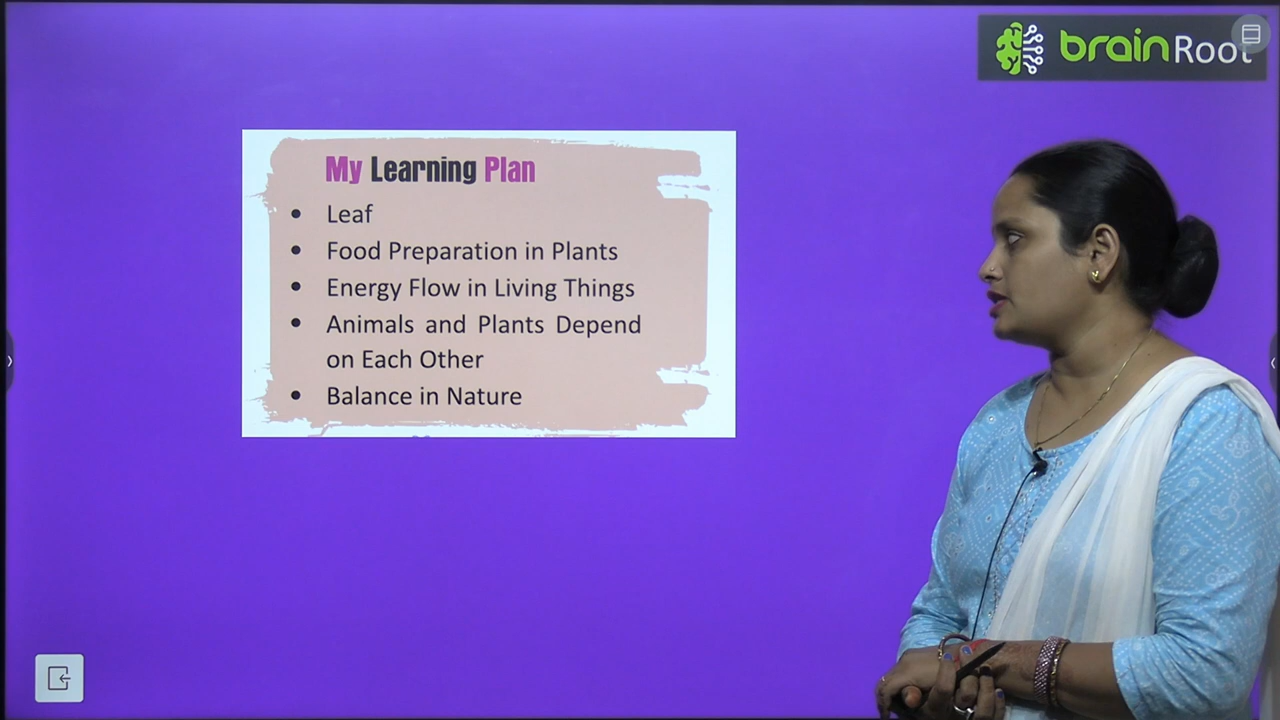 brainRoot
My Learning Plan
• Leaf
• Food Preparation in Plants
• Energy Flow in Living Things
• Animals and Plants Depend
on Each Other
• Balance in Nature